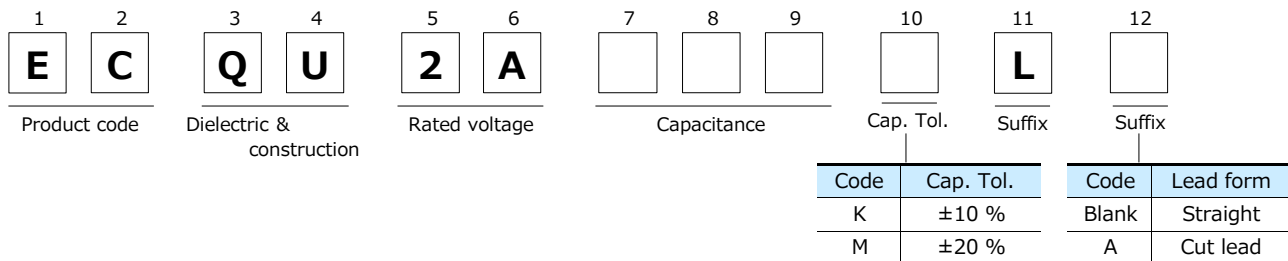 1 2 3 4 5 6 7 8 9 10 11 12
E C Q U 2 A L
Product code Dielectric & construction Rated voltage Capacitance Cap. Tol. Suffix Suffix
Code Cap. Tol.
K ±10 %
M ±20 %
Code Lead form
Blank Straight
A Cut lead